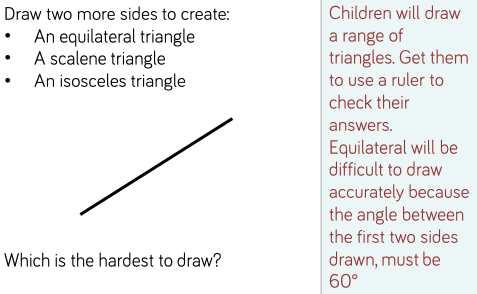 Draw two more sides to create:
• An equilateral triangle
• A scalene triangle
• An isosceles triangle
Which is the hardest to draw?
Children will draw
a range of
triangles. Get them
to use a ruler to
check their
answers.
Equilateral will be
difficult to draw
accurately because
the angle between
the first two sides
drawn, must be
60°